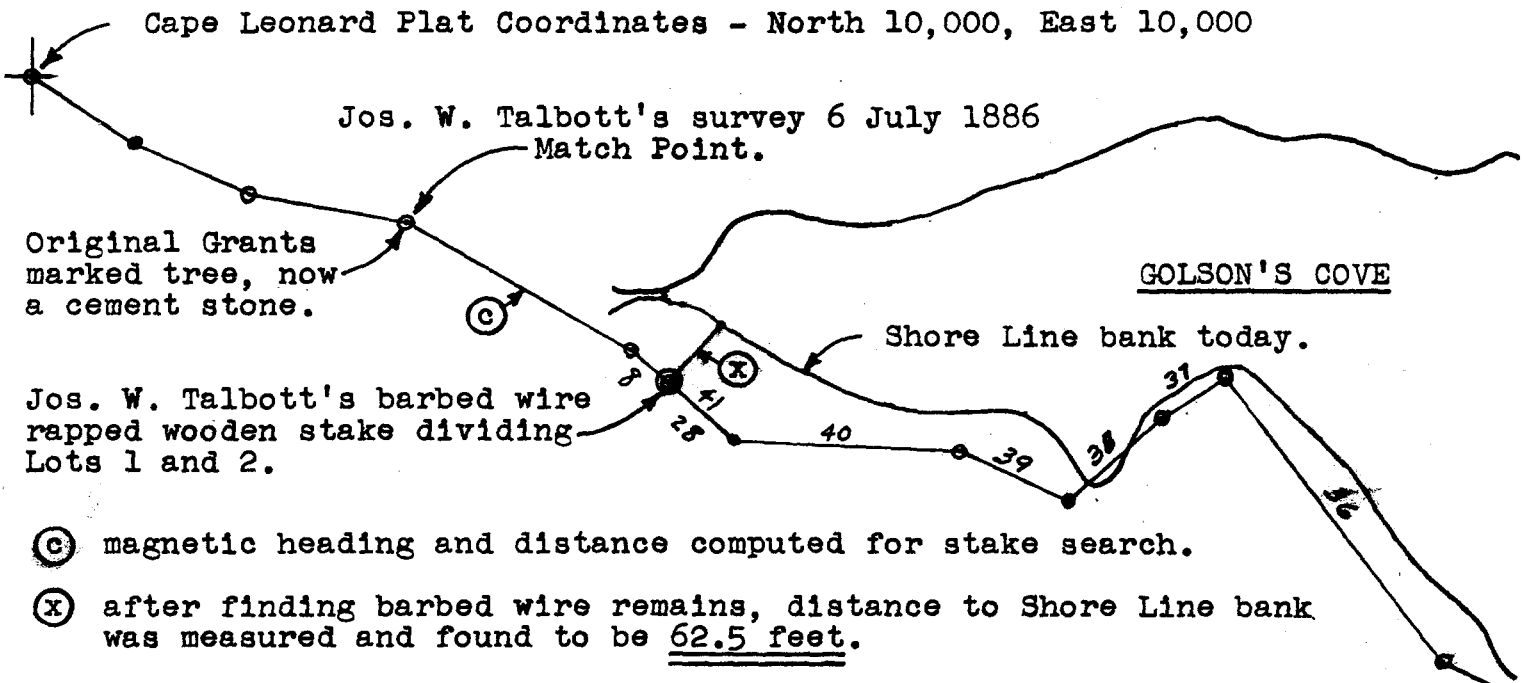 Cape Leonard Plat Coordinates - North 10,000, East 10,000
Jos. W. Talbott's survey 6 July 1886
Match Point.
Original Grants
marked tree, now
a cement stone.
GOLSON'S COVE
C
Shore Line bank today.
X
8
41
28
40
39
38
37
36
Jos. W. Talbott's barbed wire
rapped wooden stake dividing
Lots 1 and 2.
C magnetic heading and distance computed for stake search.
X after finding barbed wire remains, distance to Shore Line bank
was measured and found to be 62.5 feet.